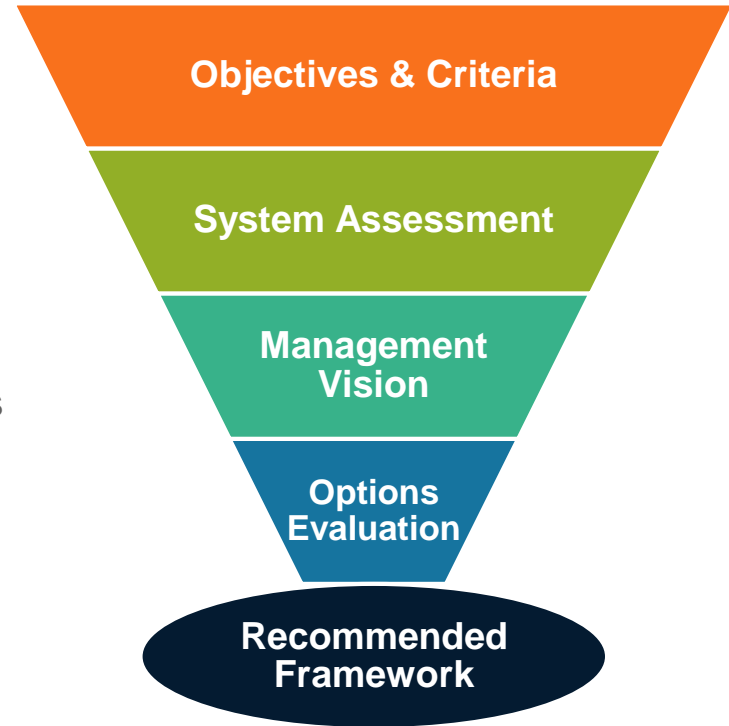 Objectives & Criteria
System Assessment
Management
Vision
s
Options
Evaluation
Recommended
Framework